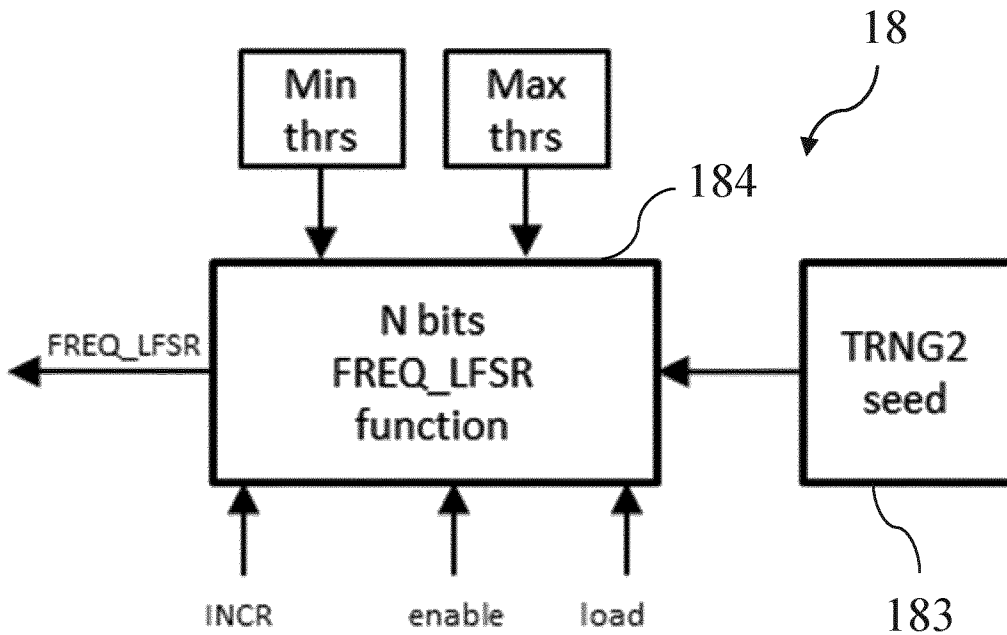 18
Min
thrs
Max
thrs
184
N bits
FREQ_LFSR
function
FREQ_LFSR
TRNG2
seed
INCR
enable
load
183